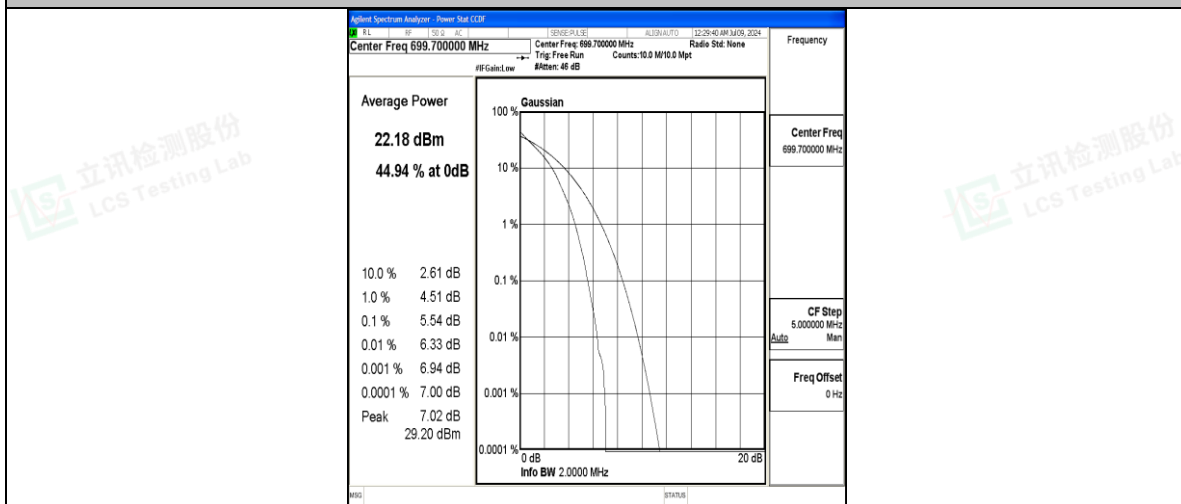 Agilent Spectrum Analyzer - Power Stat CCDF
RL RF 50 Ω AC SENSE:PULSE ALIGN AUTO 12:29:40 AM Jul 09, 2024
Center Freq 699.700000 MHz
Center Freq: 699.700000 MHz Radio Std: None
Trig: Free Run Counts:10.0 M/10.0 Mpt
#IFGain:Low #Atten: 46 dB
Frequency
Average Power
22.18 dBm
44.94 % at 0dB
10.0 % 2.61 dB
1.0 % 4.51 dB
0.1 % 5.54 dB
0.01 % 6.33 dB
0.001 % 6.94 dB
0.0001 % 7.00 dB
Peak 7.02 dB
29.20 dBm
Gaussian
100 %
10 %
1 %
0.1 %
0.01 %
0.001 %
0.0001 %
0 dB 20 dB
Info BW 2.0000 MHz
Center Freq
699.700000 MHz
CF Step
5.000000 MHz
Auto Man
Freq Offset
0 Hz
MSG STATUS
立讯检测股份
LCS Testing Lab
立讯检测股份
LCS Testing Lab